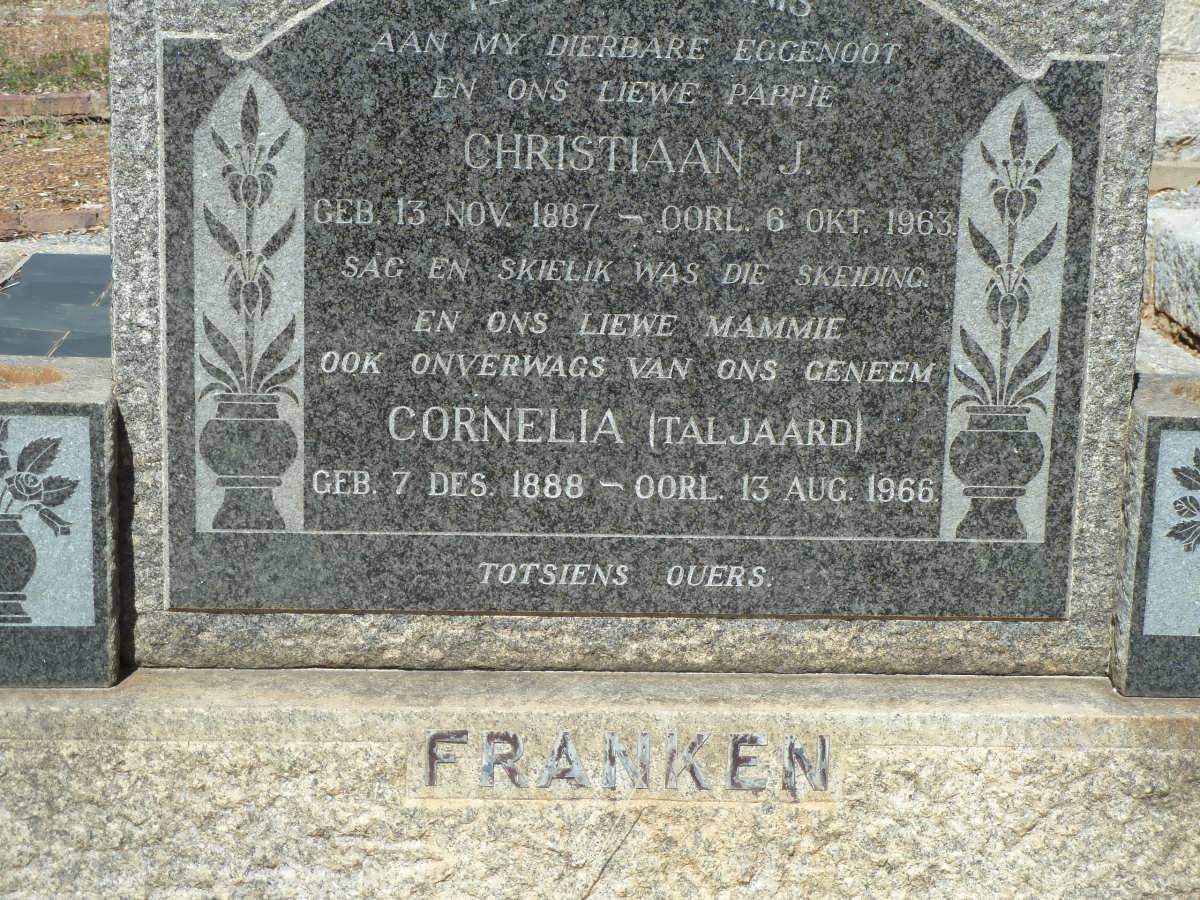 AAN MY DIERBARE EGGENOOT
EN ONS LIEWE PAPPIE
CHRISTIAAN J.
GEB. 13 NOV. 1887 – OORL. 6 OKT. 1963.
SAG EN SKIELIK WAS DIE SKEIDING.
EN ONS LIEWE MAMMIE
OOK ONVERWAGS VAN ONS GENEEM
CORNELIA (TALJAARD)
GEB. 7 DES. 1888 – OORL. 13 AUG. 1966.
TOTSIENS OUERS.
FRANKEN